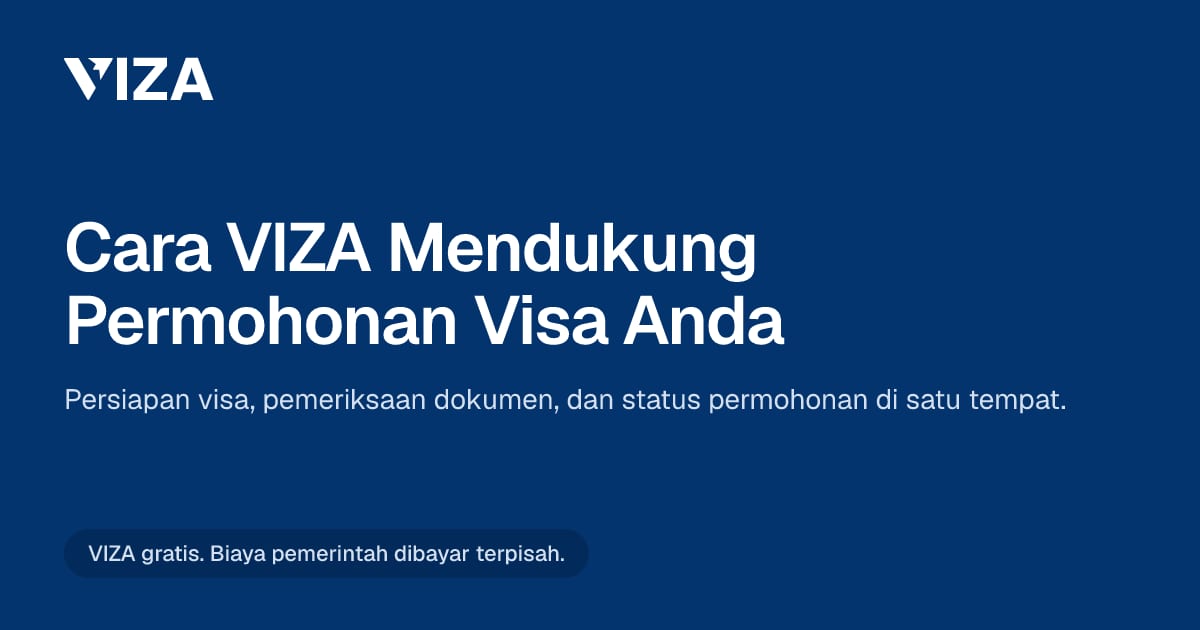 VIZA
Cara VIZA Mendukung
Permohonan Visa Anda
Persiapan visa, pemeriksaan dokumen, dan status permohonan di satu tempat.
VIZA gratis. Biaya pemerintah dibayar terpisah.